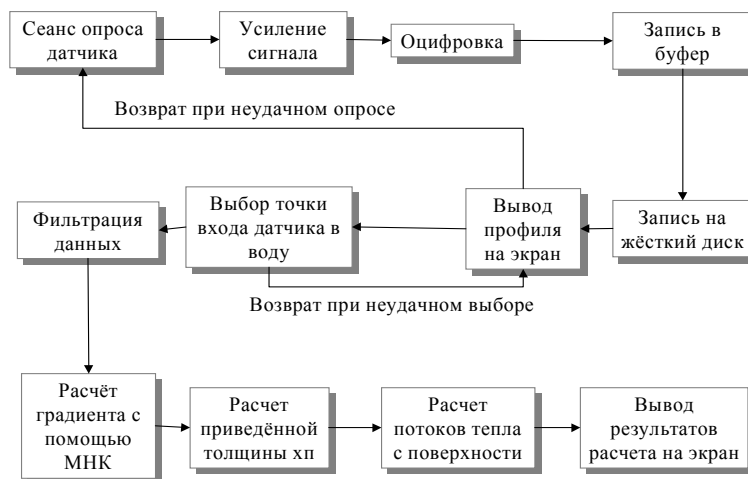 Сеанс опроса
датчика
Усиление
сигнала
Оцифровка
Запись в
буфер
Возврат при неудачном опросе
Фильтрация
данных
Выбор точки
входа датчика в
воду
Вывод
профиля
на экран
Запись на
жёсткий диск
Возврат при неудачном выборе
Расчёт
градиента с
помощью
МНК
Расчет
приведённой
толщины хп
Расчет
потоков тепла
с поверхности
Вывод
результатов
расчета на экран